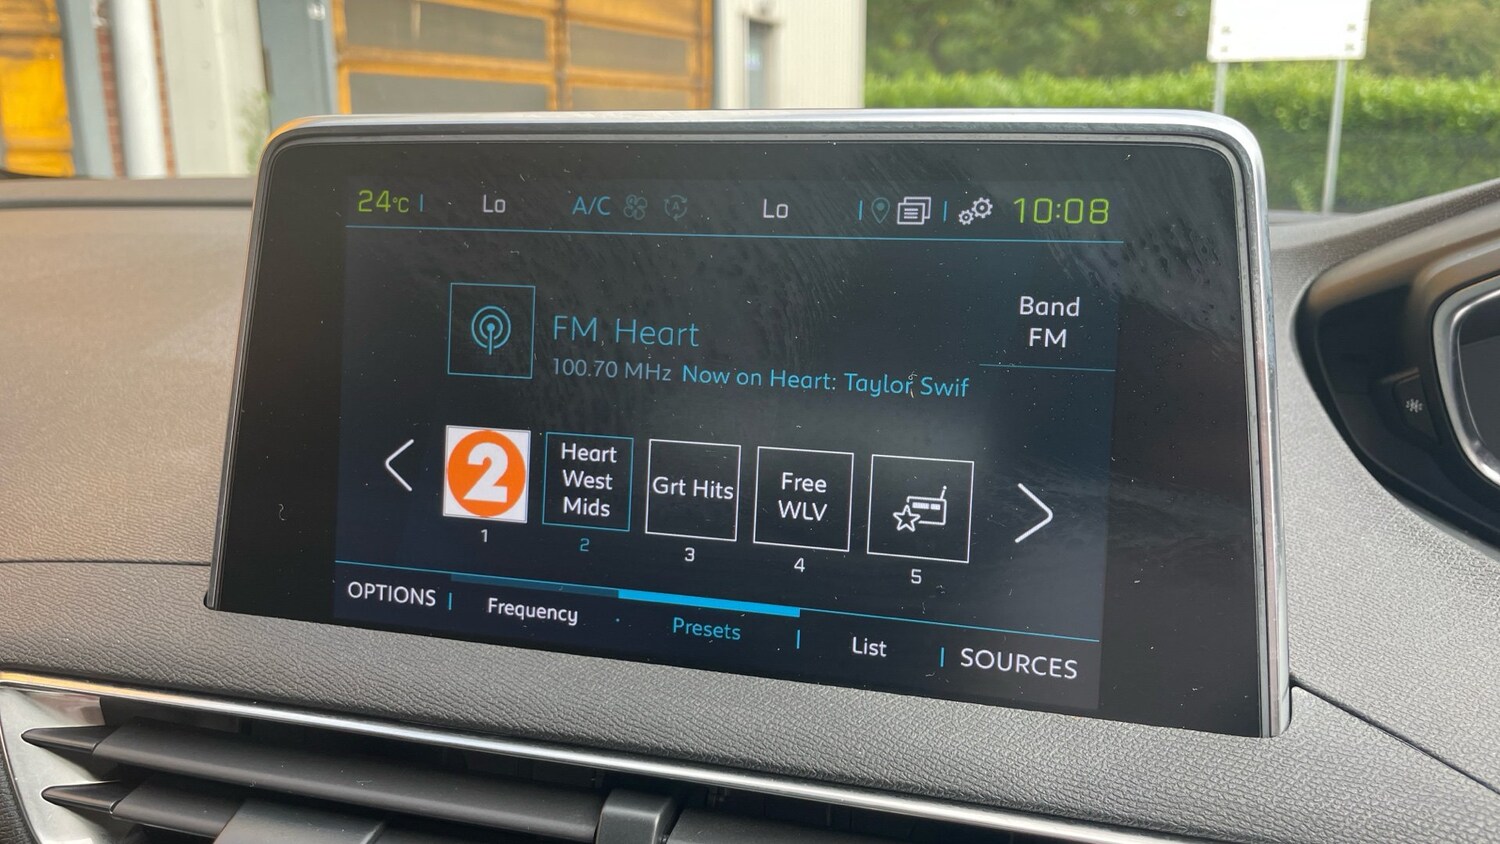 24°C Lo A/C Lo 10:08
FM, Heart
100.70 MHz Now on Heart: Taylor Swif
Band
FM
2
Heart
West
Mids
Grt Hits
Free
WLV
1
2
3
4
5
OPTIONS Frequency Presets List SOURCES